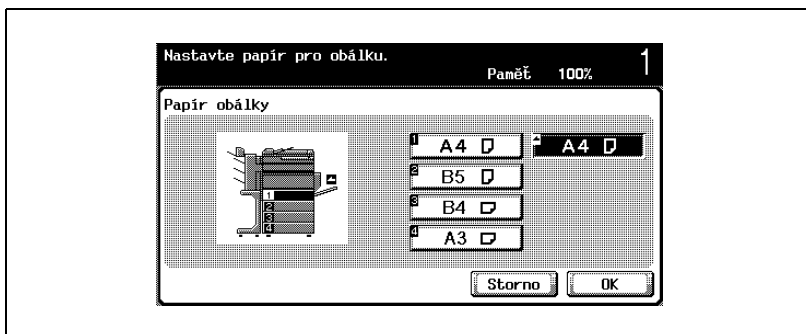 Nastavte papír pro obálku.
Paměť 100% 1
Papír obálky
1 A4 A4
2 B5
3 B4
4 A3
1
2
3
4
Storno OK